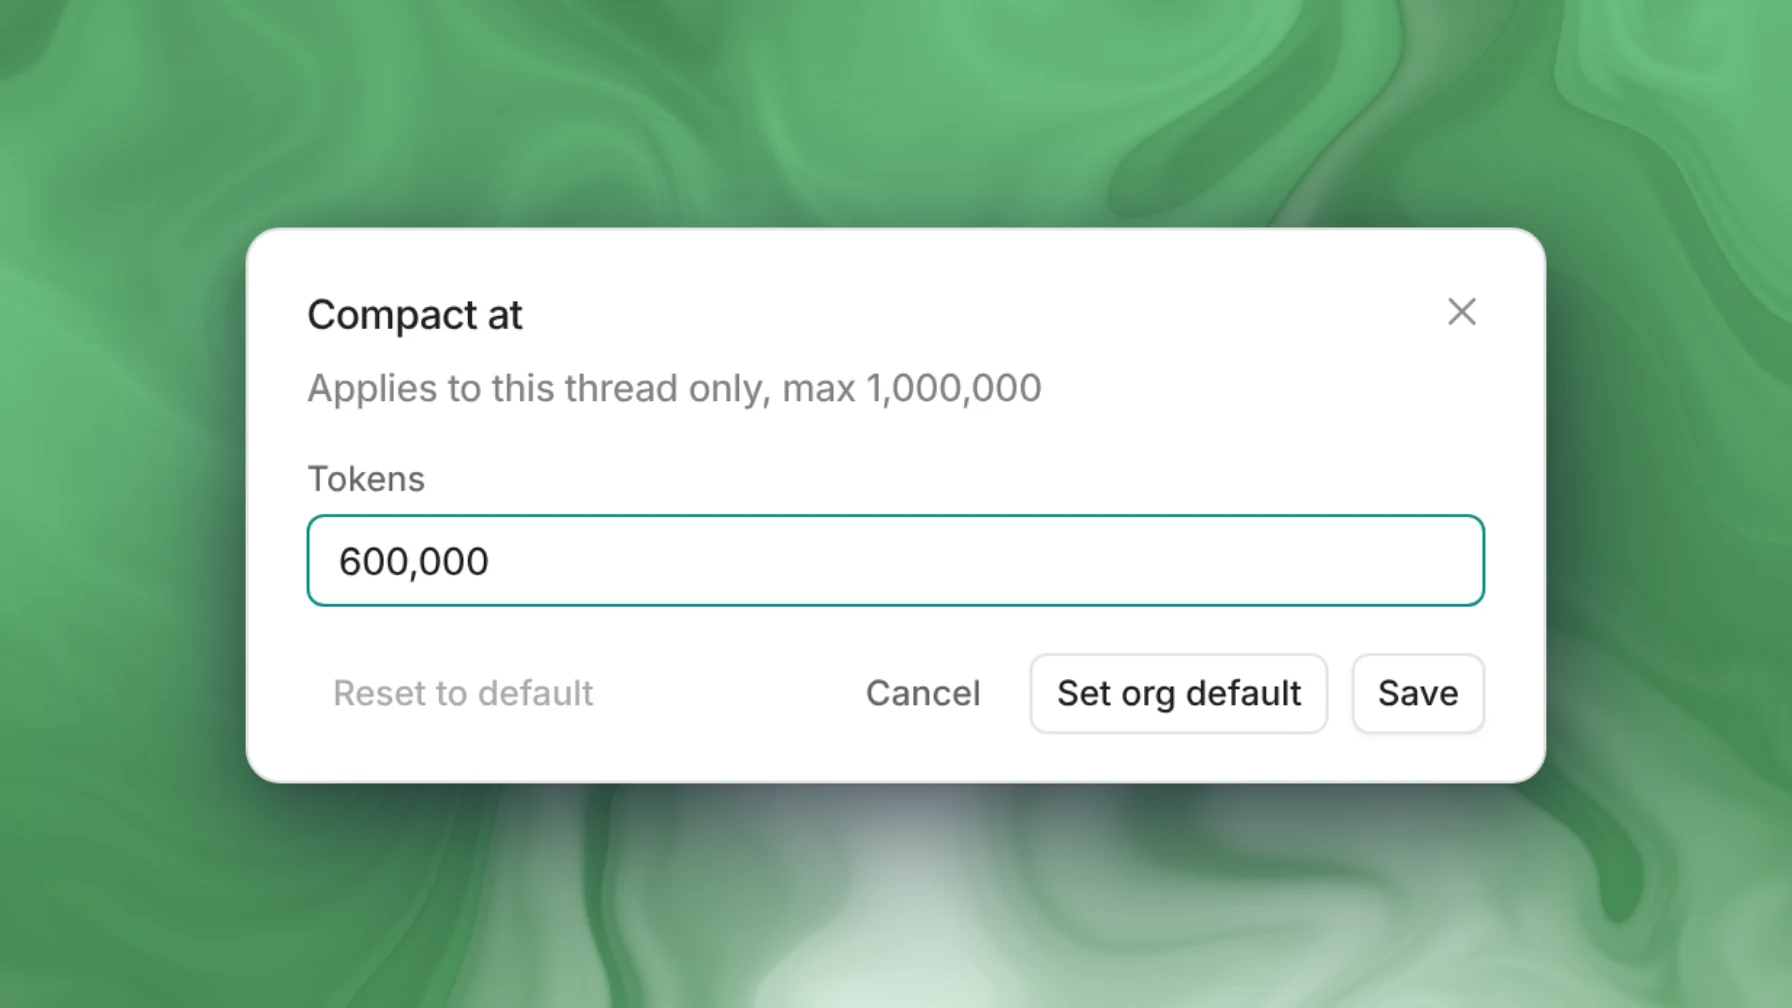 Compact at
Applies to this thread only, max 1,000,000
Tokens
600,000
Reset to default
Cancel
Set org default
Save